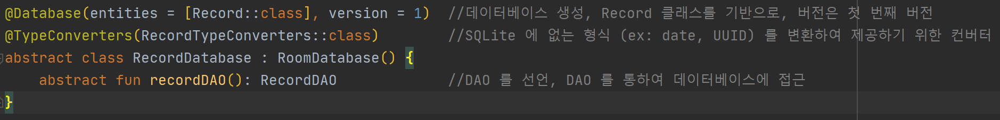 @Database(entities = [Record::class], version = 1)  //데이터베이스 생성, Record 클래스를 기반으로, 버전은 첫 번째 버전
@TypeConverters(RecordTypeConverters::class)        //SQLite 에 없는 형식 (ex: date, UUID) 를 변환하여 제공하기 위한 컨버터
abstract class RecordDatabase : RoomDatabase() {
    abstract fun recordDAO(): RecordDAO             //DAO 를 선언, DAO 를 통하여 데이터베이스에 접근
}